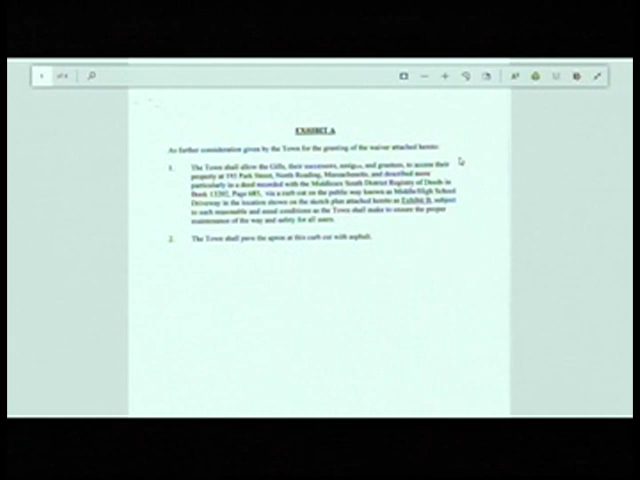 EXHIBIT A
As further consideration given by the Town for the granting of the waiver attached hereto:
1. The Town shall allow the Gills, their successors, assigns, and grantees, to access their
property at 193 Park Street, North Reading, Massachusetts, and described more
particularly in a deed recorded with the Middlesex South District Registry of Deeds in
Book 13202, Page 685, via a curb cut on the public way known as Middle/High School
Driveway in the location shown on the sketch plan attached hereto as Exhibit B, subject
to such reasonable and usual conditions as the Town shall make to ensure the proper
maintenance of the way and safety for all users.
2. The Town shall pave the apron at this curb cut with asphalt.